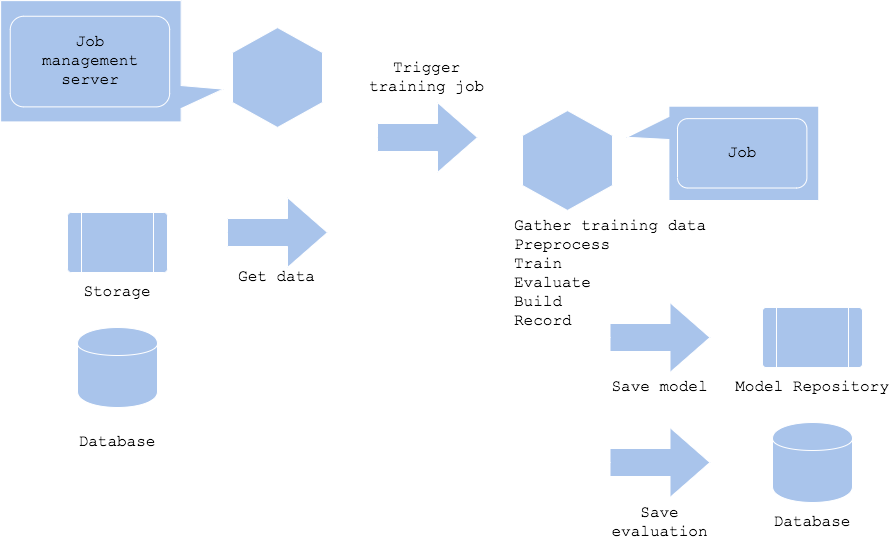 Job
management
server
Trigger
training job
Job
Gather training data
Preprocess
Train
Evaluate
Build
Record
Get data
Storage
Database
Save model
Model Repository
Save
evaluation
Database